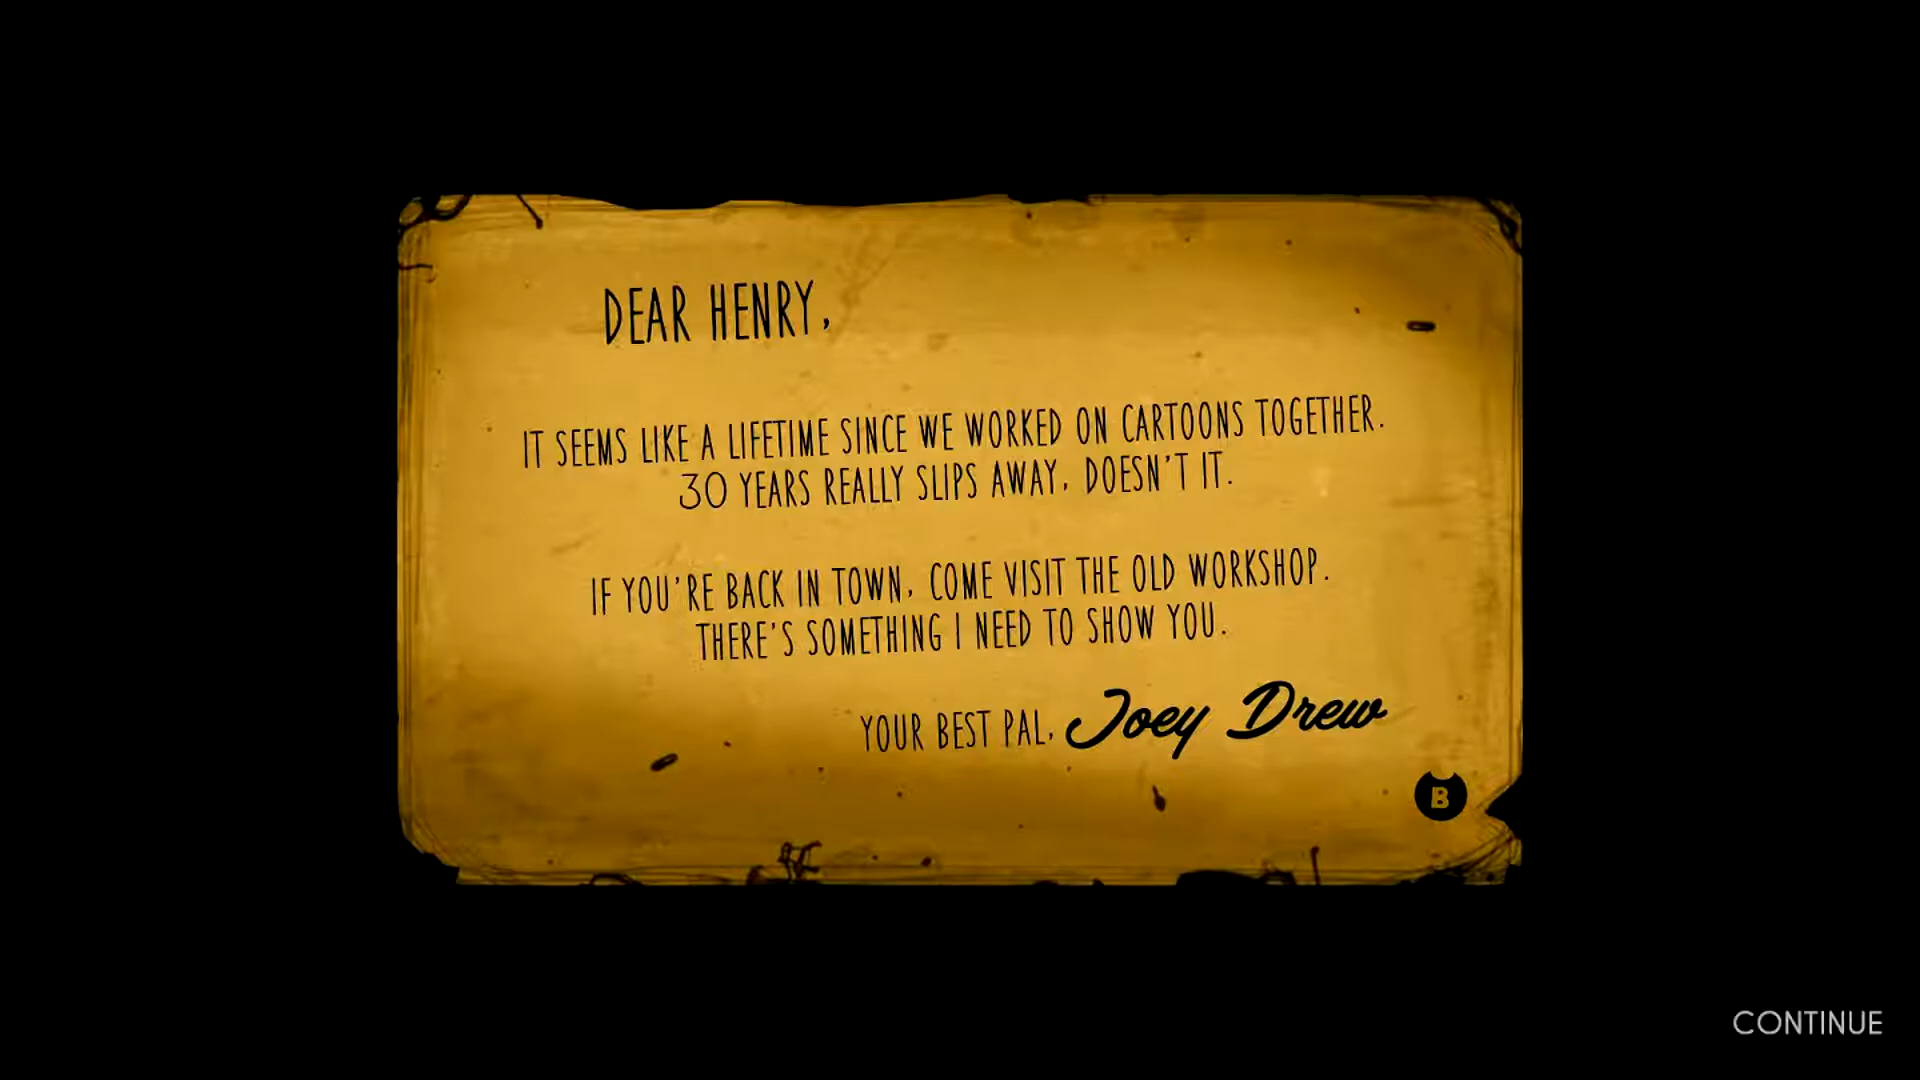 DEAR HENRY,
IT SEEMS LIKE A LIFETIME SINCE WE WORKED ON CARTOONS TOGETHER.
30 YEARS REALLY SLIPS AWAY, DOESN'T IT.
IF YOU'RE BACK IN TOWN, COME VISIT THE OLD WORKSHOP.
THERE'S SOMETHING I NEED TO SHOW YOU.
YOUR BEST PAL, Joey Drew
B
CONTINUE